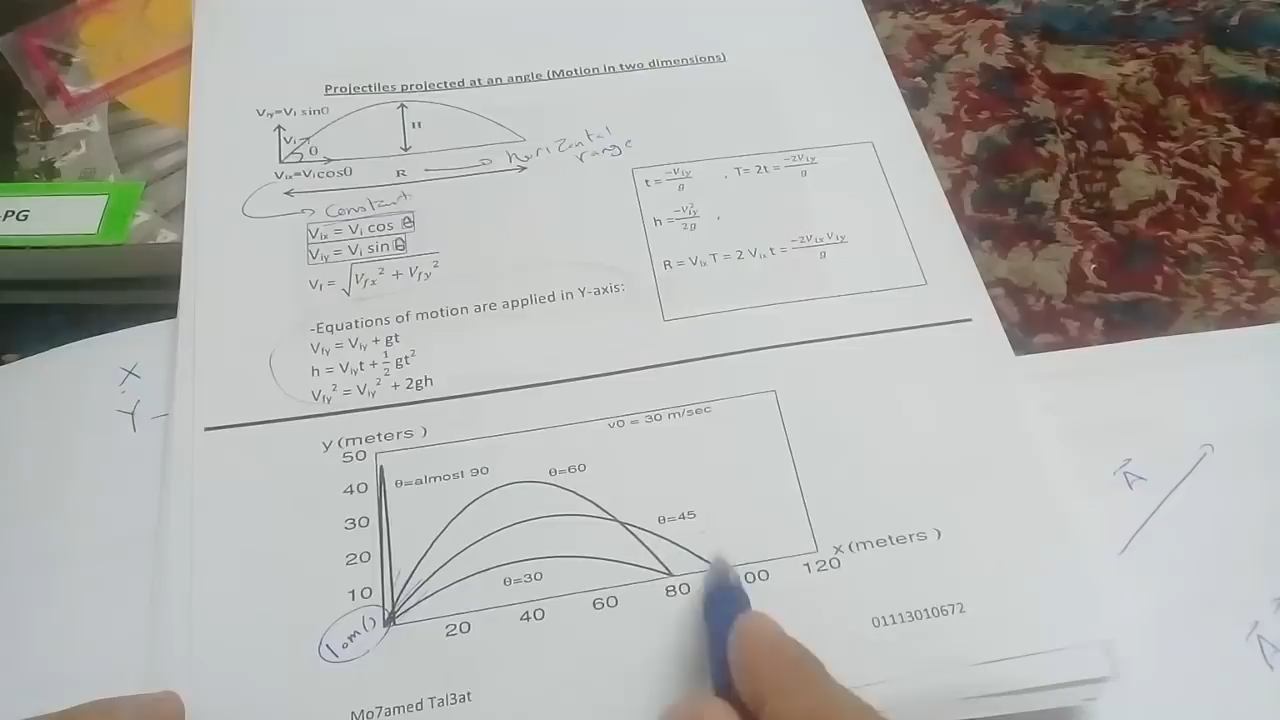 Projectiles projected at an angle (Motion in two dimensions)
Viy=Vi sinθ
Vi
θ
H
Vix=Vicosθ
R
horizontal
range
Constant
Vix = Vi cos θ
Viy = Vi sin θ
Vf = √Vfx² + Vfy²
t = -Viy/g , T= 2t = -2Viy/g
h = -Viy²/2g ,
R = Vix T = 2 Vix t = -2Vix Viy/g
-Equations of motion are applied in Y-axis:
Vfy = Viy + gt
h = Viyt + 1/2 gt²
Vfy² = Viy² + 2gh
-PG
X
Y -
y (meters)
v0 = 30 m/sec
50
40
30
20
10
θ=almost 90
θ=60
θ=45
θ=30
20
40
60
80
00
120
x (meters)
A
A
01113010672
Mo7amed Tal3at